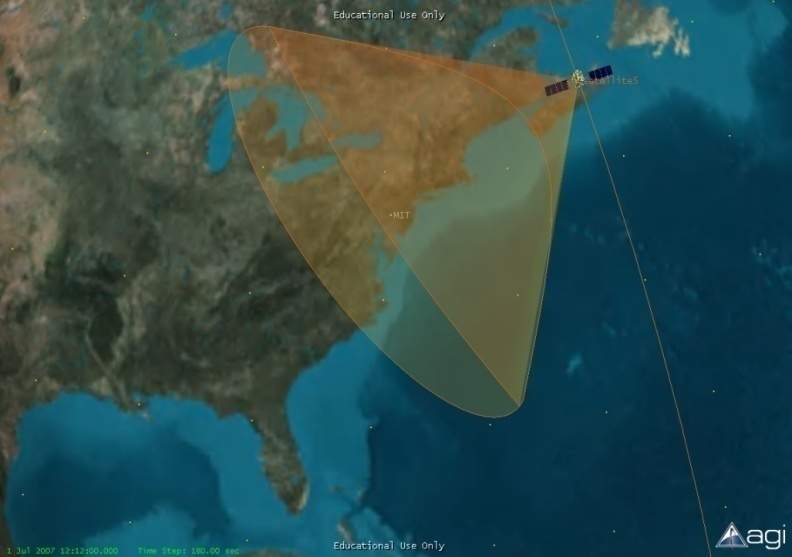 Educational Use Only
MIT
1 Jul 2007 12:12:00.000 Time Step: 180.00 sec
Educational Use Only
agi